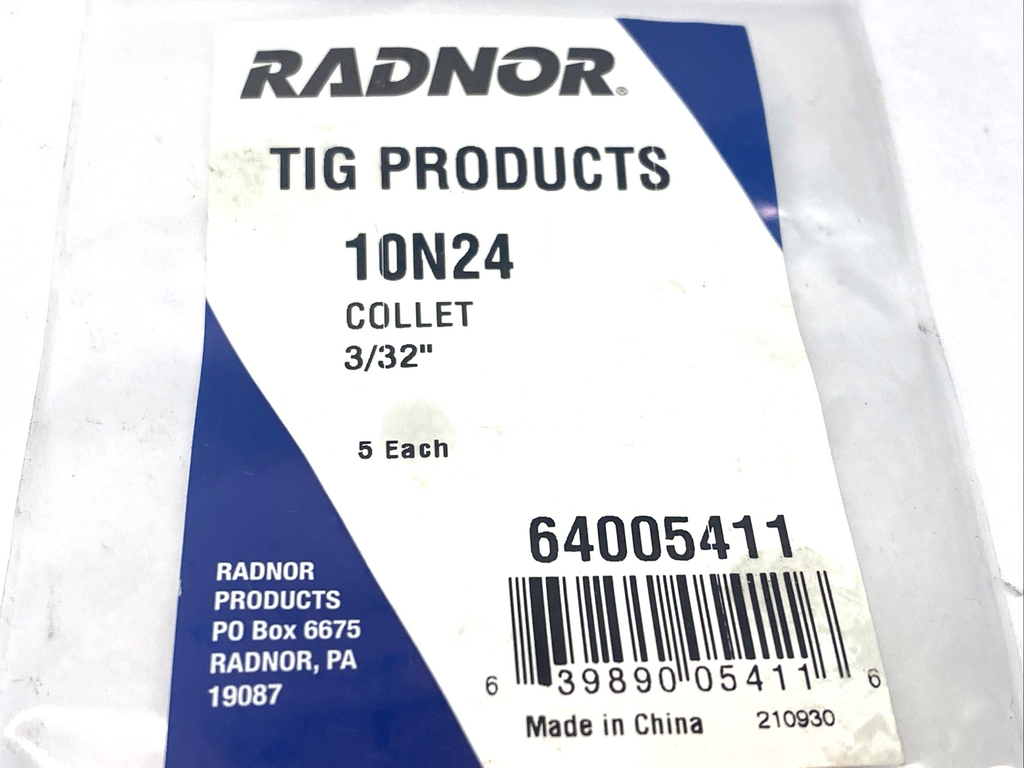 RADNOR®
TIG PRODUCTS
10N24
COLLET
3/32"
5 Each
64005411
6 39890 05411 6
Made in China 210930
RADNOR
PRODUCTS
PO Box 6675
RADNOR, PA
19087